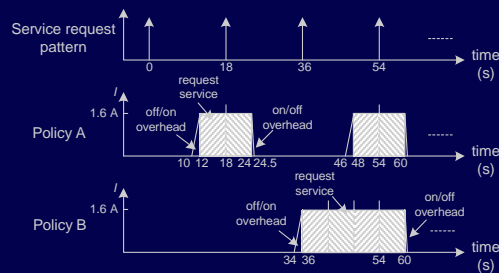 Service request
pattern
time
(s)
0
18
36
54
I
request
service
1.6 A
off/on
overhead
on/off
overhead
Policy A
time
(s)
10
12
18
24
24.5
46
48
54
60
I
request
service
on/off
overhead
off/on
overhead
1.6 A
Policy B
time
(s)
34
36
54
60